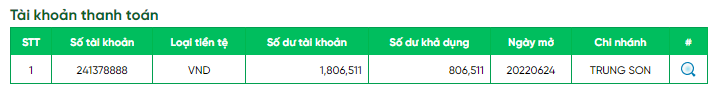 Tài khoản thanh toán
STT Số tài khoản Loại tiền tệ Số dư tài khoản Số dư khả dụng Ngày mở Chi nhánh #
1 241378888 VND 1,806,511 806,511 20220624 TRUNG SON